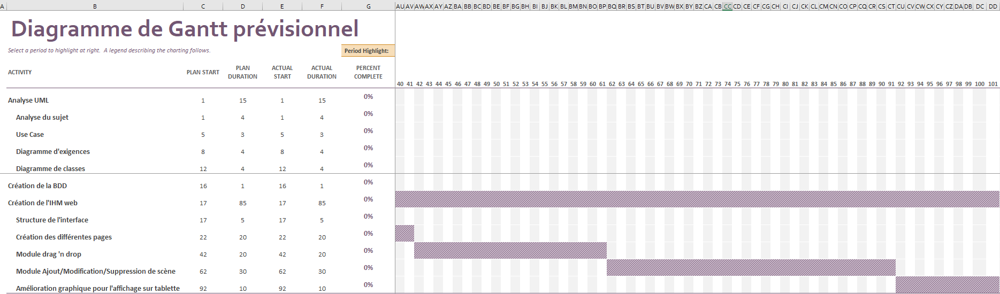 A B C D E F G AU AV AW AX AY AZ BA BB BC BD BE BF BG BH BI BJ BK BL BM BN BO BP BQ BR BS BT BU BV BW BX BY BZ CA CB CC CD CE CF CG CH CI CJ CK CL CM CN CO CP CQ CR CS CT CU CV CW CX CY CZ DA DB DC DD
Diagramme de Gantt prévisionnel
Select a period to highlight at right. A legend describing the charting follows.
Period Highlight:
ACTIVITY
PLAN START
PLAN
DURATION
ACTUAL
START
ACTUAL
DURATION
PERCENT
COMPLETE
40 41 42 43 44 45 46 47 48 49 50 51 52 53 54 55 56 57 58 59 60 61 62 63 64 65 66 67 68 69 70 71 72 73 74 75 76 77 78 79 80 81 82 83 84 85 86 87 88 89 90 91 92 93 94 95 96 97 98 99 100 101
Analyse UML 1 15 1 15 0%
Analyse du sujet 1 4 1 4 0%
Use Case 5 3 5 3 0%
Diagramme d'exigences 8 4 8 4 0%
Diagramme de classes 12 4 12 4 0%
Création de la BDD 16 1 16 1 0%
Création de l'IHM web 17 85 17 85 0%
Structure de l'interface 17 5 17 5 0%
Création des différentes pages 22 20 22 20 0%
Module drag 'n drop 42 20 42 20 0%
Module Ajout/Modification/Suppression de scène 62 30 62 30 0%
Amélioration graphique pour l'affichage sur tablette 92 10 92 10 0%